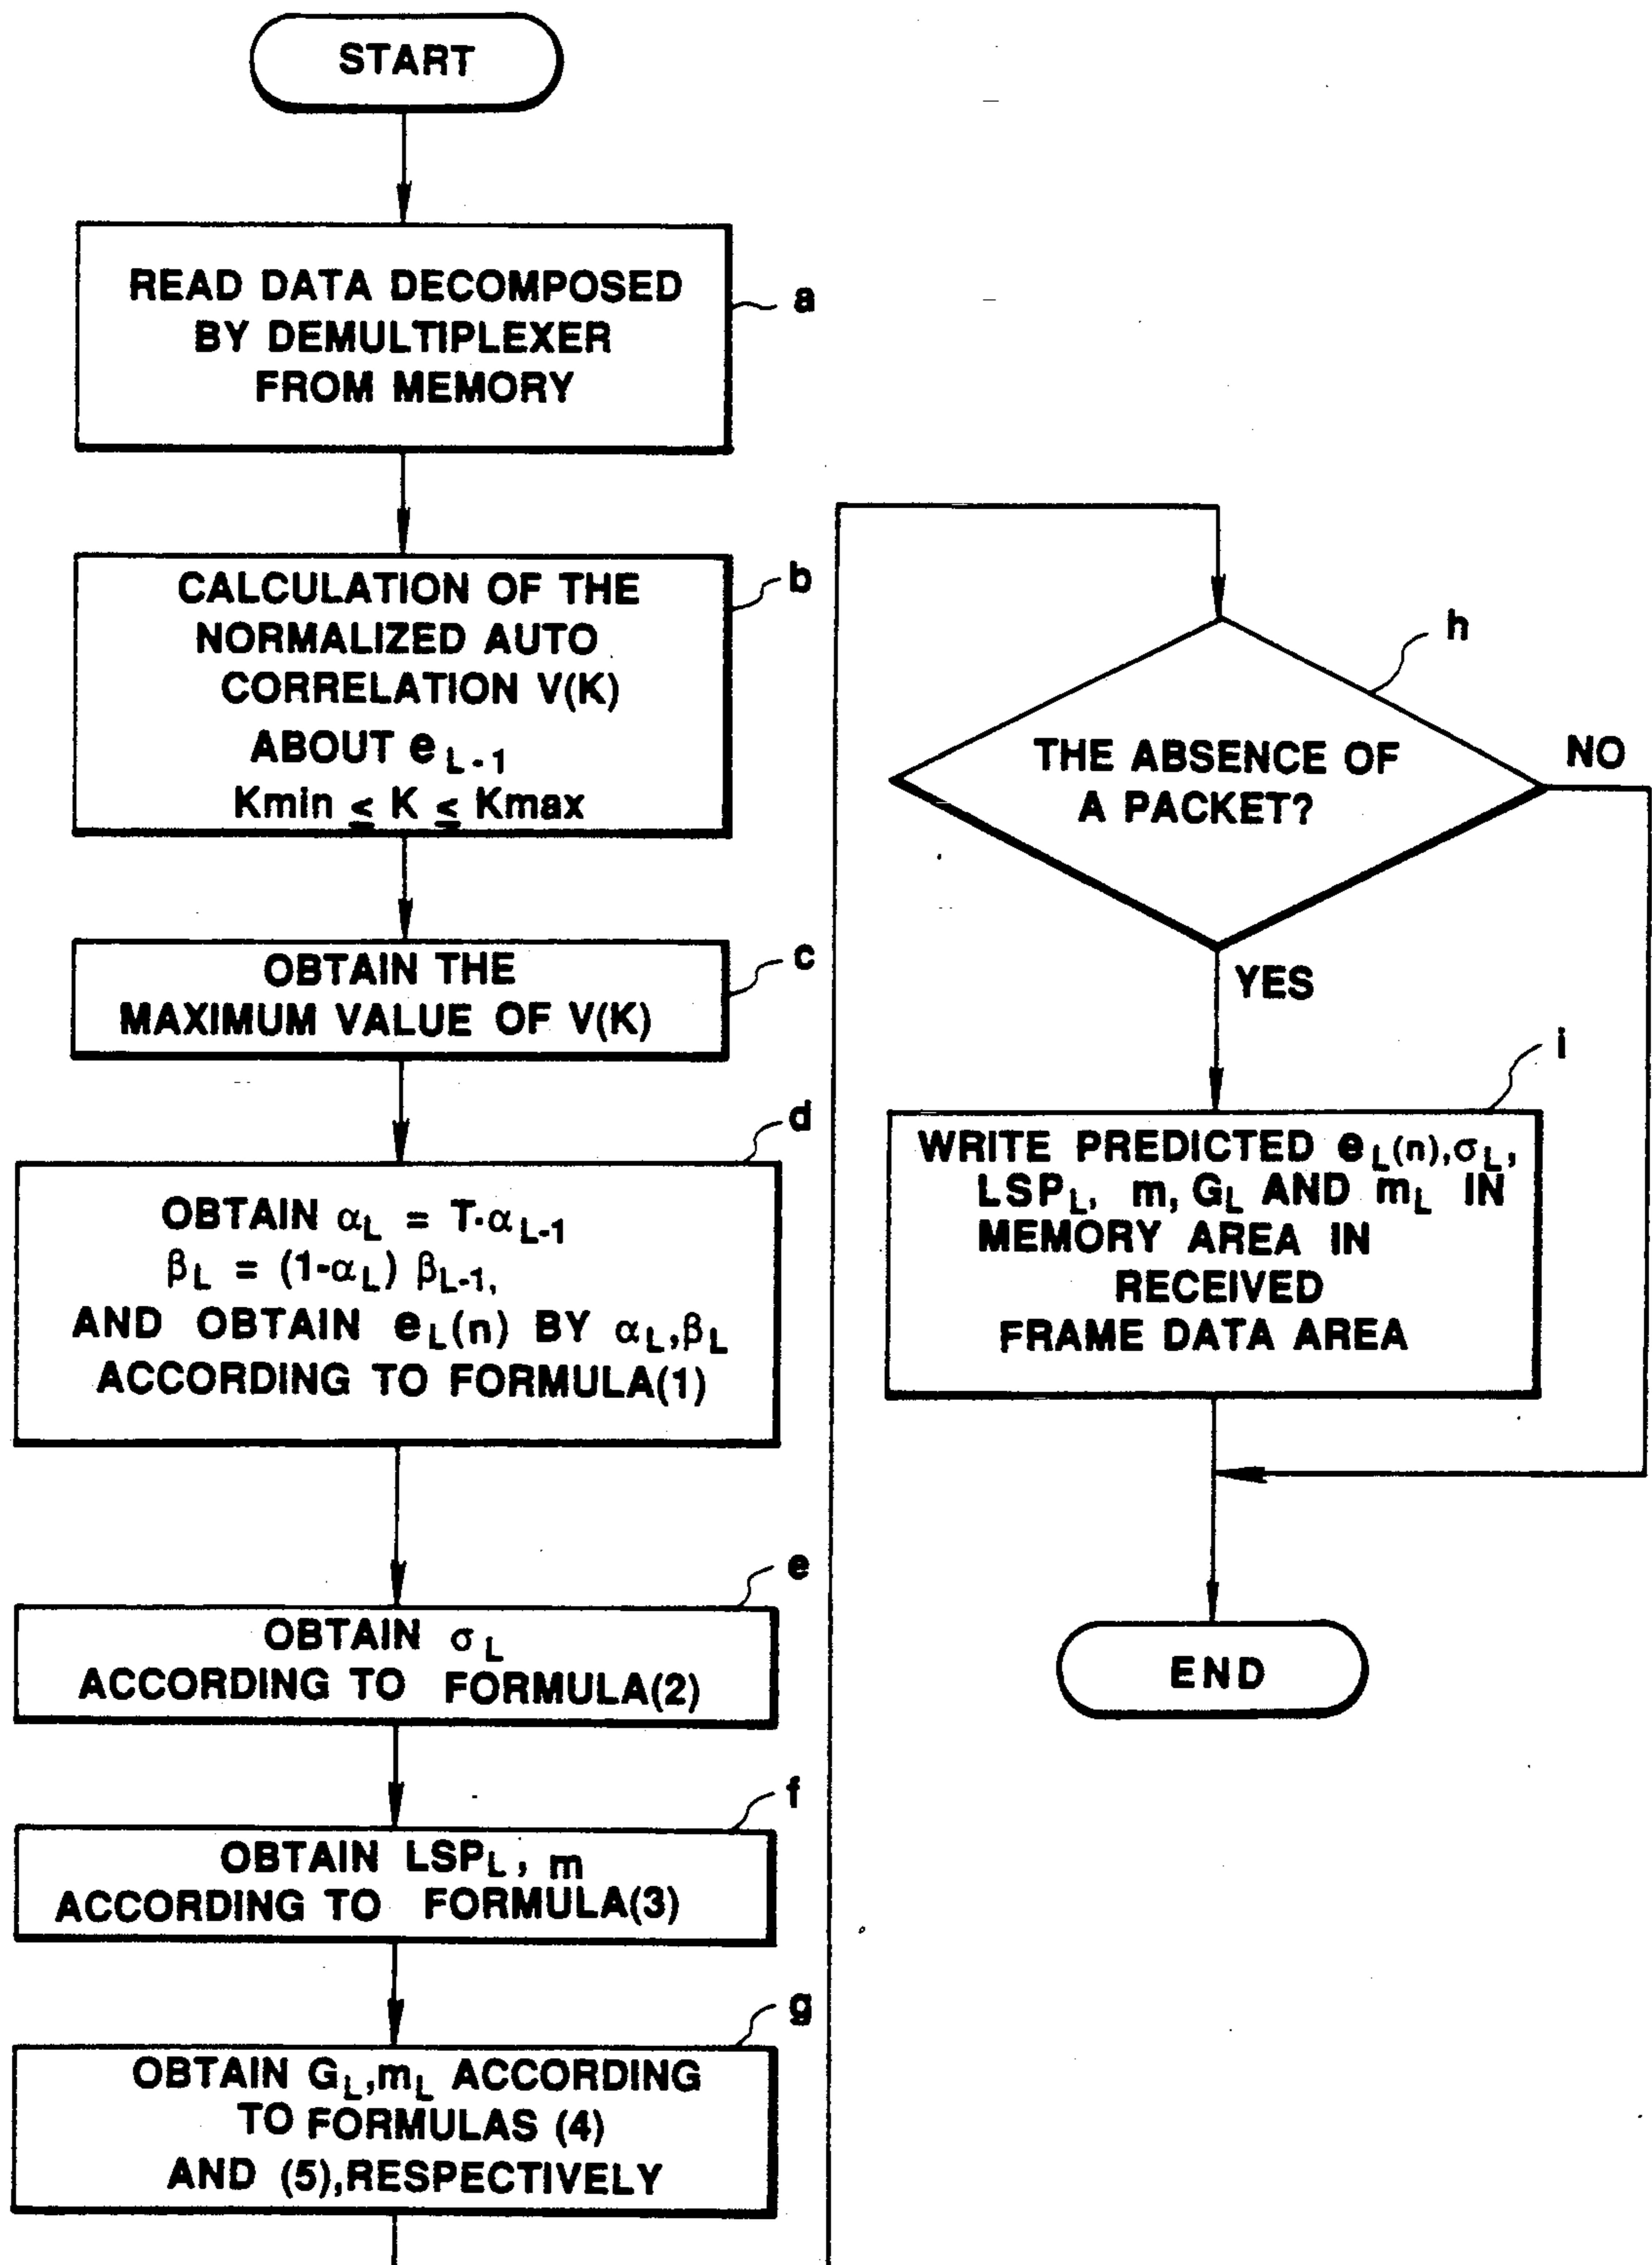 START
READ DATA DECOMPOSED
BY DEMULTIPLEXER
FROM MEMORY
a
CALCULATION OF THE
NORMALIZED AUTO
CORRELATION V(K)
ABOUT e L-1
Kmin ≤ K ≤ Kmax
b
OBTAIN THE
MAXIMUM VALUE OF V(K)
c
OBTAIN αL = T·αL-1
βL = (1-αL) βL-1,
AND OBTAIN eL(n) BY αL,βL
ACCORDING TO FORMULA(1)
d
OBTAIN σL
ACCORDING TO FORMULA(2)
e
OBTAIN LSPL, m
ACCORDING TO FORMULA(3)
f
OBTAIN GL,mL ACCORDING
TO FORMULAS (4)
AND (5),RESPECTIVELY
g
THE ABSENCE OF
A PACKET?
h
NO
YES
WRITE PREDICTED eL(n),σL,
LSPL, m, GL AND mL IN
MEMORY AREA IN
RECEIVED
FRAME DATA AREA
i
END